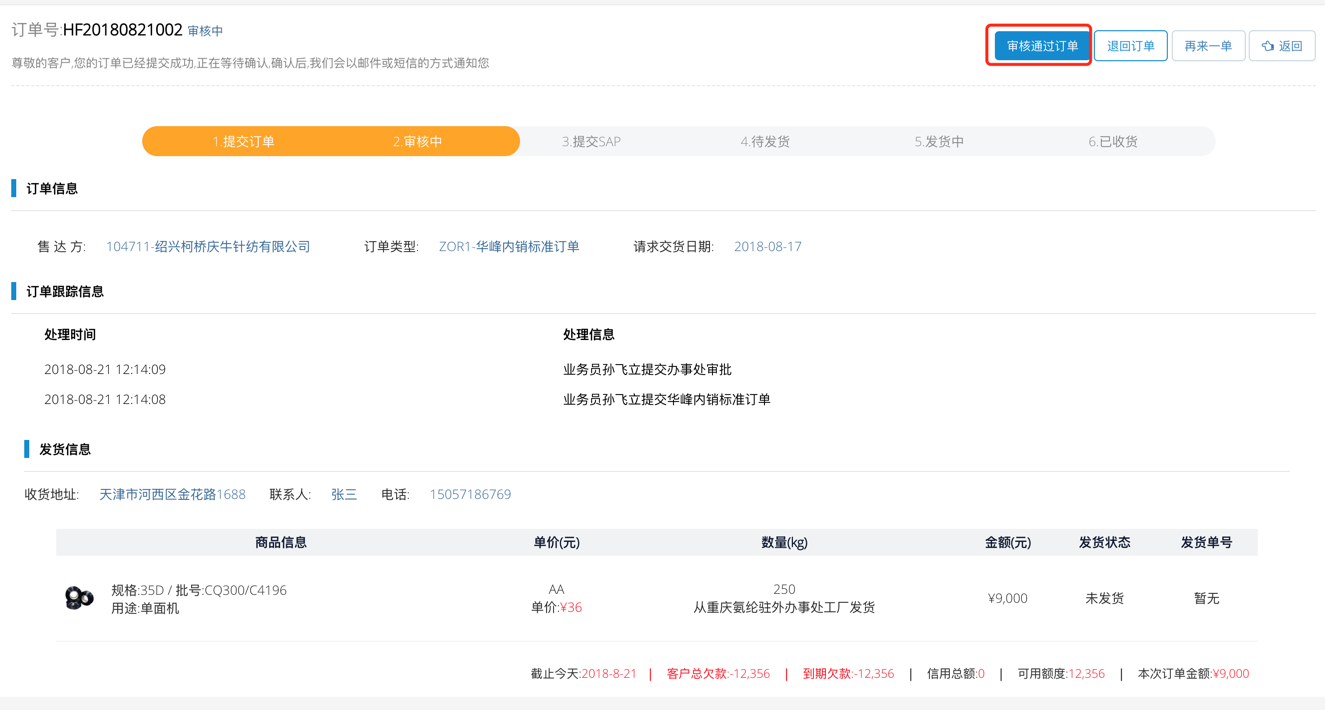 订单号:HF20180821002 审核中
审核通过订单 退回订单 再来一单 返回
尊敬的客户,您的订单已经提交成功,正在等待确认,确认后,我们会以邮件或短信的方式通知您
1.提交订单 2.审核中 3.提交SAP 4.待发货 5.发货中 6.已收货
订单信息
售 达 方: 104711-绍兴柯桥庆牛针纺有限公司 订单类型: ZOR1-华峰内销标准订单 请求交货日期: 2018-08-17
订单跟踪信息
处理时间 处理信息
2018-08-21 12:14:09 业务员孙飞立提交办事处审批
2018-08-21 12:14:08 业务员孙飞立提交华峰内销标准订单
发货信息
收货地址: 天津市河西区金花路1688 联系人: 张三 电话: 15057186769
商品信息 单价(元) 数量(kg) 金额(元) 发货状态 发货单号
规格:35D / 批号:CQ300/C4196 AA 250
用途:单面机 单价:¥36 从重庆氨纶驻外办事处工厂发货 ¥9,000 未发货 暂无
截止今天:2018-8-21 | 客户总欠款:-12,356 | 到期欠款:-12,356 | 信用总额:0 | 可用额度:12,356 | 本次订单金额:¥9,000